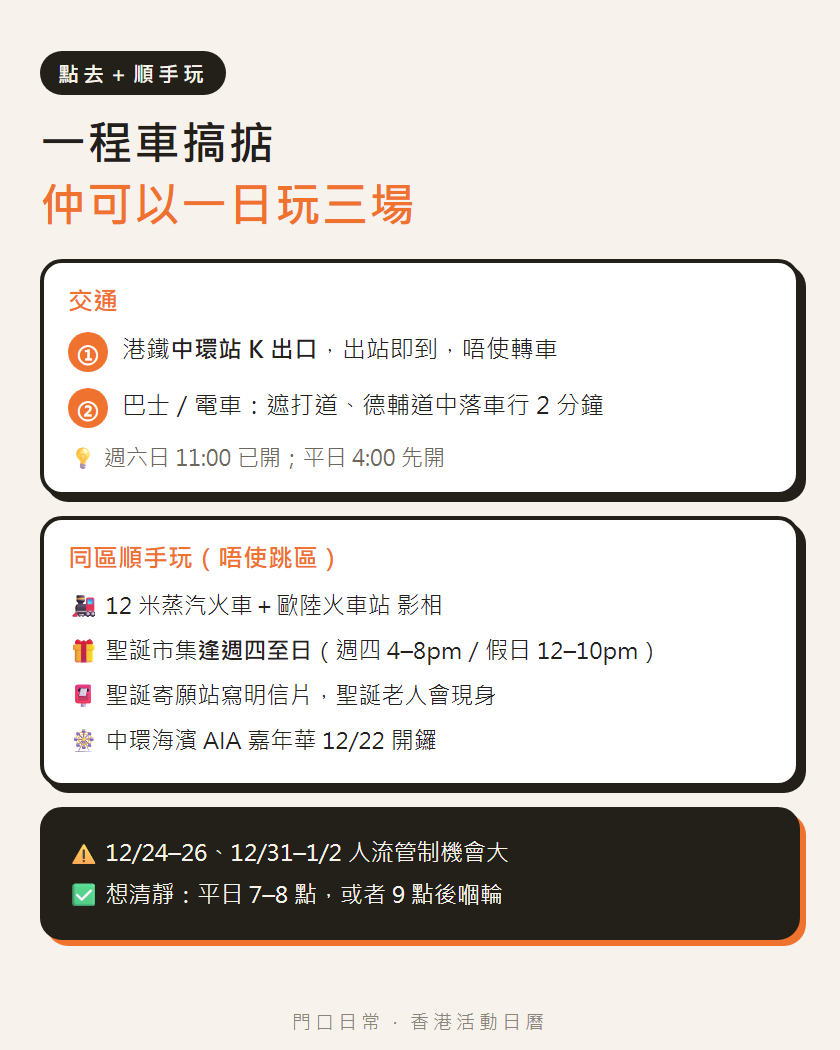 點去 + 順手玩
一程車搞掂
仲可以一日玩三場
交通
① 港鐵中環站 K 出口，出站即到，唔使轉車
② 巴士 / 電車：遮打道、德輔道中落車行 2 分鐘
💡 週六日 11:00 已開；平日 4:00 先開
同區順手玩（唔使跳區）
🚂 12 米蒸汽火車 + 歐陸火車站 影相
🎁 聖誕市集逢週四至日（週四 4–8pm / 假日 12–10pm）
📮 聖誕寄願站寫明信片，聖誕老人會現身
🎡 中環海濱 AIA 嘉年華 12/22 開鑼
⚠️ 12/24–26、12/31–1/2 人流管制機會大
✅ 想清靜：平日 7–8 點，或者 9 點後嗰輪
門口日常 · 香港活動日曆